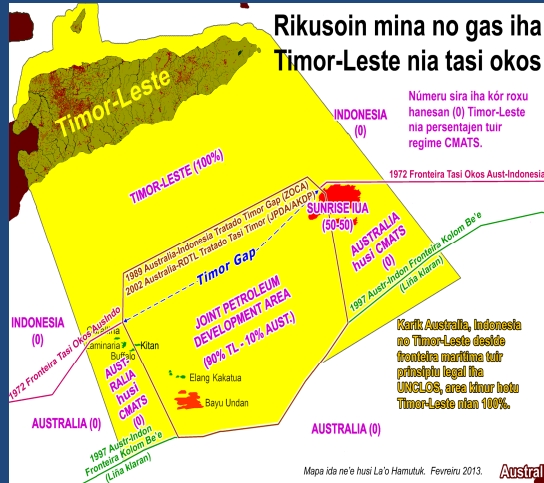 Rikusoin mina no gas iha
Timor-Leste nia tasi okos
Númeru sira iha kór roxu
hanesan (0) Timor-Leste
nia persentajen tuir
regime CMATS.
Timor-Leste
INDONESIA
(0)
TIMOR-LESTE (100%)
1972 Fronteira Tasi Okos Aust-Indonesia
SUNRISE IUA
(50-50)
1989 Australia-Indonesia Tratado Timor Gap (ZOCA)
2002 Australia-RDTL Tratado Tasi Timor (JPDA/AKDP)
Timor Gap
AUSTRALIA
husi CMATS
(0)
1997 Austr-Indon Fronteira Kolom Be'e
(Liña klaran)
JOINT PETROLEUM
DEVELOPMENT AREA
(90% TL - 10% AUST.)
INDONESIA
(0)
1972 Fronteira Tasi Okos AusIndo
Laminaria
Buffalo
Kitan
AUST-
RALIA
husi
CMATS
(0)
Elang Kakatua
Bayu Undan
Karik Australia, Indonesia
no Timor-Leste deside
fronteira maritima tuir
prinsipiu legal iha
UNCLOS, area kinur hotu
Timor-Leste nian 100%.
AUSTRALIA (0)
AUSTRALIA (0)
1997 Austr-Indon
Fronteira Kolom Be'e
(Liña klaran)
Mapa ida ne'e husi La'o Hamutuk. Fevreiru 2013.
Austral